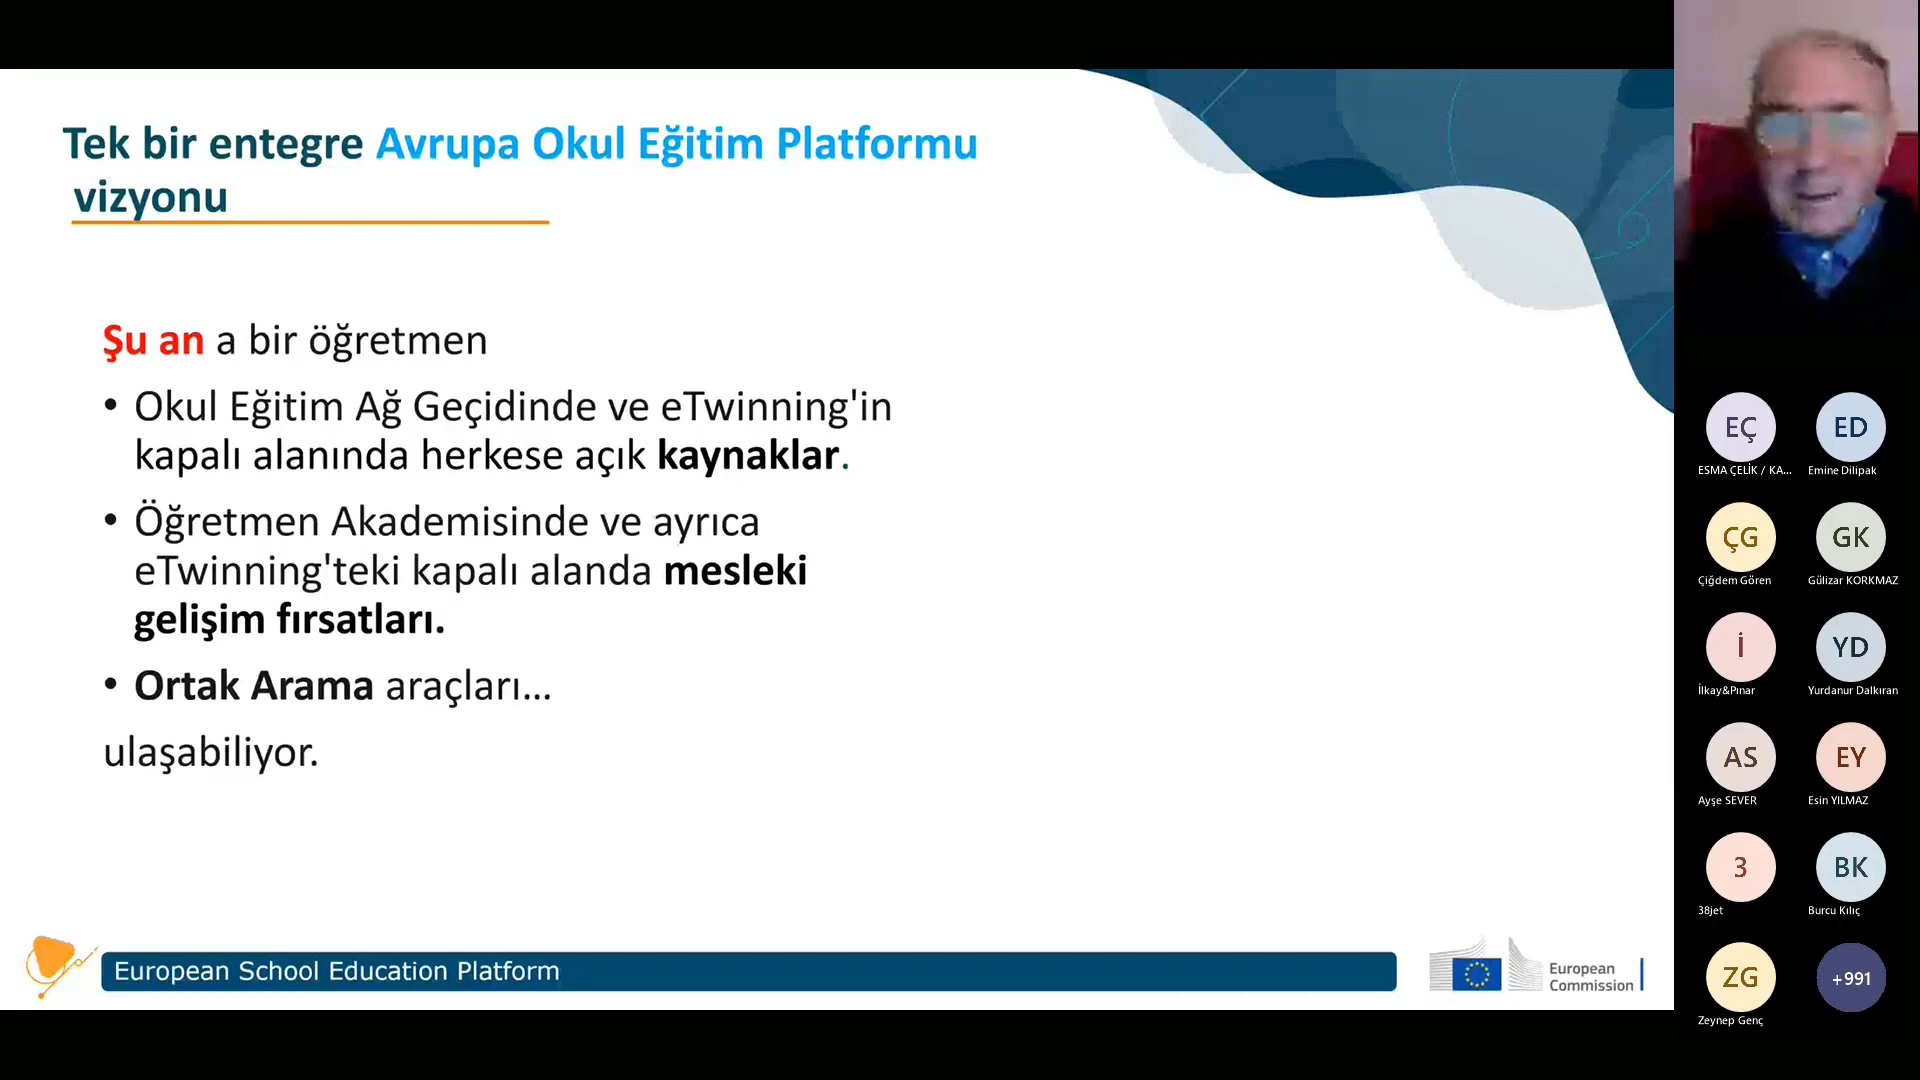 Tek bir entegre Avrupa Okul Eğitim Platformu
vizyonu
Şu an a bir öğretmen
• Okul Eğitim Ağ Geçidinde ve eTwinning'in
kapalı alanında herkese açık kaynaklar.
• Öğretmen Akademisinde ve ayrıca
eTwinning'teki kapalı alanda mesleki
gelişim fırsatları.
• Ortak Arama araçları...
ulaşabiliyor.
European School Education Platform
European
Commission
EÇ
ESMA ÇELİK / KA...
ED
Emine Dilipak
ÇG
Çiğdem Gören
GK
Gülizar KORKMAZ
İ
İlkay&Pınar
YD
Yurdanur Dalkıran
AS
Ayşe SEVER
EY
Esin YILMAZ
3
38jet
BK
Burcu Kılıç
ZG
Zeynep Genç
+991